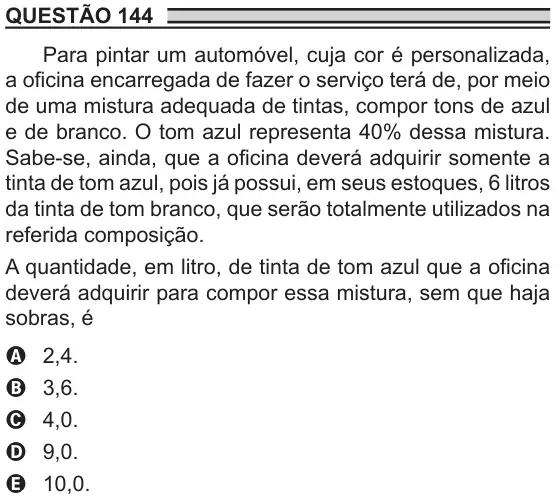 QUESTÃO 144
Para pintar um automóvel, cuja cor é personalizada,
a oficina encarregada de fazer o serviço terá de, por meio
de uma mistura adequada de tintas, compor tons de azul
e de branco. O tom azul representa 40% dessa mistura.
Sabe-se, ainda, que a oficina deverá adquirir somente a
tinta de tom azul, pois já possui, em seus estoques, 6 litros
da tinta de tom branco, que serão totalmente utilizados na
referida composição.
A quantidade, em litro, de tinta de tom azul que a oficina
deverá adquirir para compor essa mistura, sem que haja
sobras, é
A 2,4.
B 3,6.
C 4,0.
D 9,0.
E 10,0.